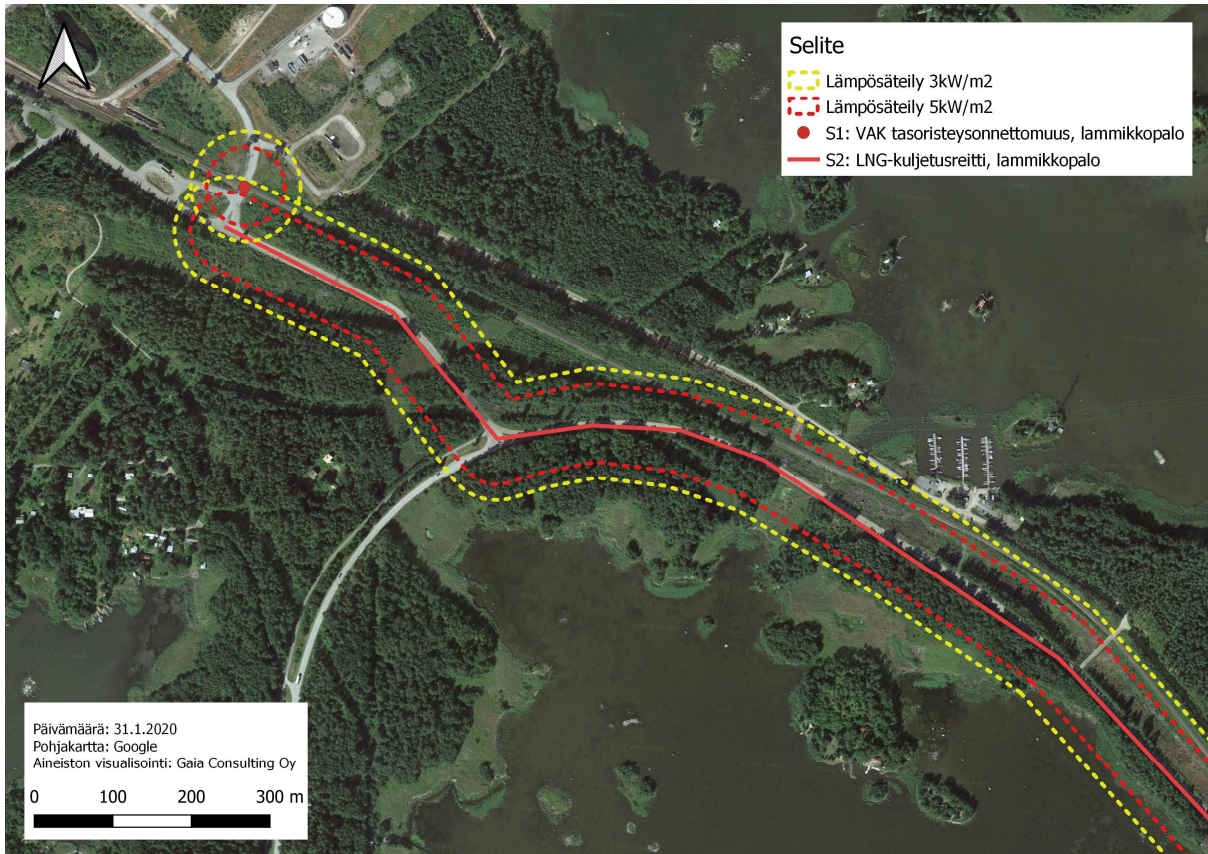 Selite
Lämpösäteily 3kW/m2
Lämpösäteily 5kW/m2
S1: VAK tasoristeysonnettomuus, lammikkopalo
S2: LNG-kuljetusreitti, lammikkopalo
Päivämäärä: 31.1.2020
Pohjakartta: Google
Aineiston visualisointi: Gaia Consulting Oy
0 100 200 300 m